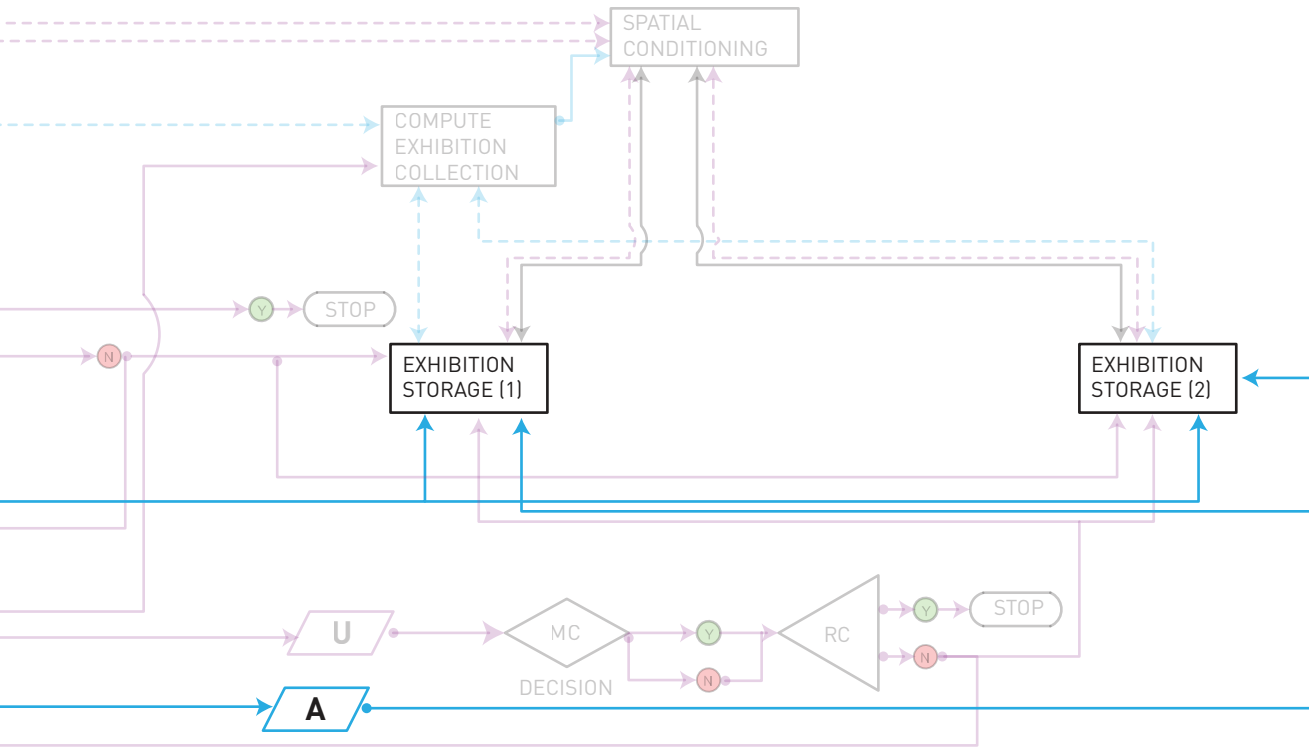 SPATIAL
CONDITIONING
COMPUTE
EXHIBITION
COLLECTION
Y
STOP
N
EXHIBITION
STORAGE (1)
EXHIBITION
STORAGE (2)
U
MC
DECISION
Y
N
RC
Y
STOP
N
A